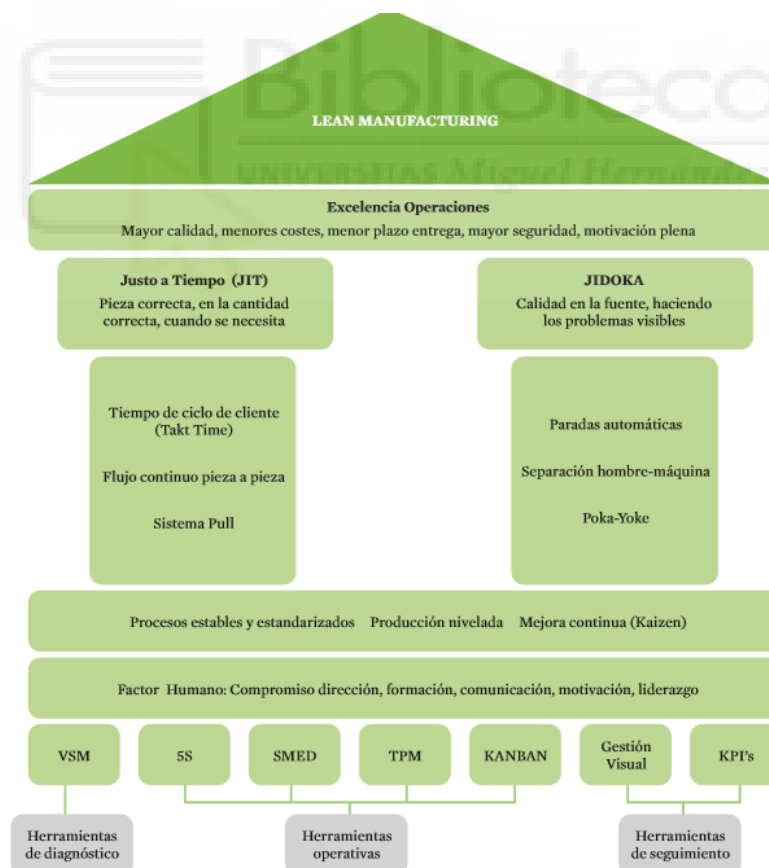 Biblioteca
UNIVERSITAS Miguel Hernández
LEAN MANUFACTURING
Excelencia Operaciones
Mayor calidad, menores costes, menor plazo entrega, mayor seguridad, motivación plena
Justo a Tiempo (JIT)
Pieza correcta, en la cantidad
correcta, cuando se necesita
JIDOKA
Calidad en la fuente, haciendo
los problemas visibles
Tiempo de ciclo de cliente
(Takt Time)
Flujo continuo pieza a pieza
Sistema Pull
Paradas automáticas
Separación hombre-máquina
Poka-Yoke
Procesos estables y estandarizados Producción nivelada Mejora continua (Kaizen)
Factor Humano: Compromiso dirección, formación, comunicación, motivación, liderazgo
VSM
5S
SMED
TPM
KANBAN
Gestión
Visual
KPI's
Herramientas
de diagnóstico
Herramientas
operativas
Herramientas
de seguimiento